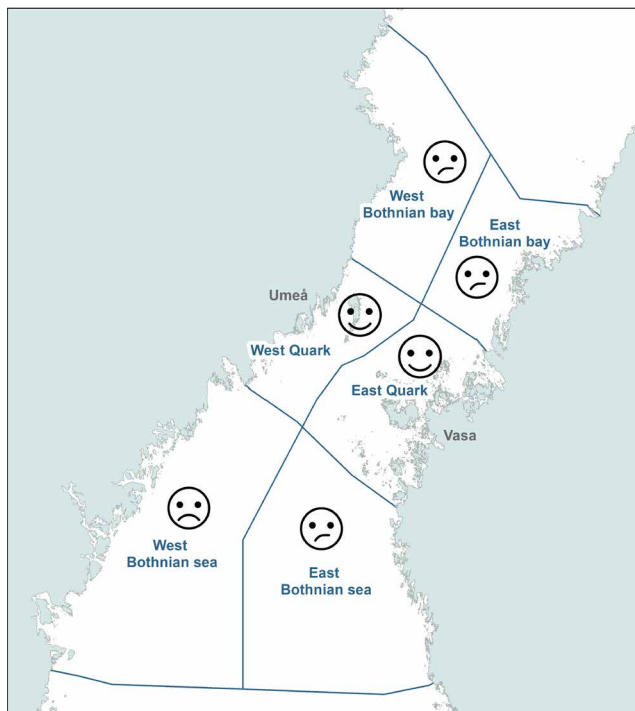 West
Bothnian bay
East
Bothnian bay
Umeå
West Quark
East Quark
Vasa
West
Bothnian sea
East
Bothnian sea